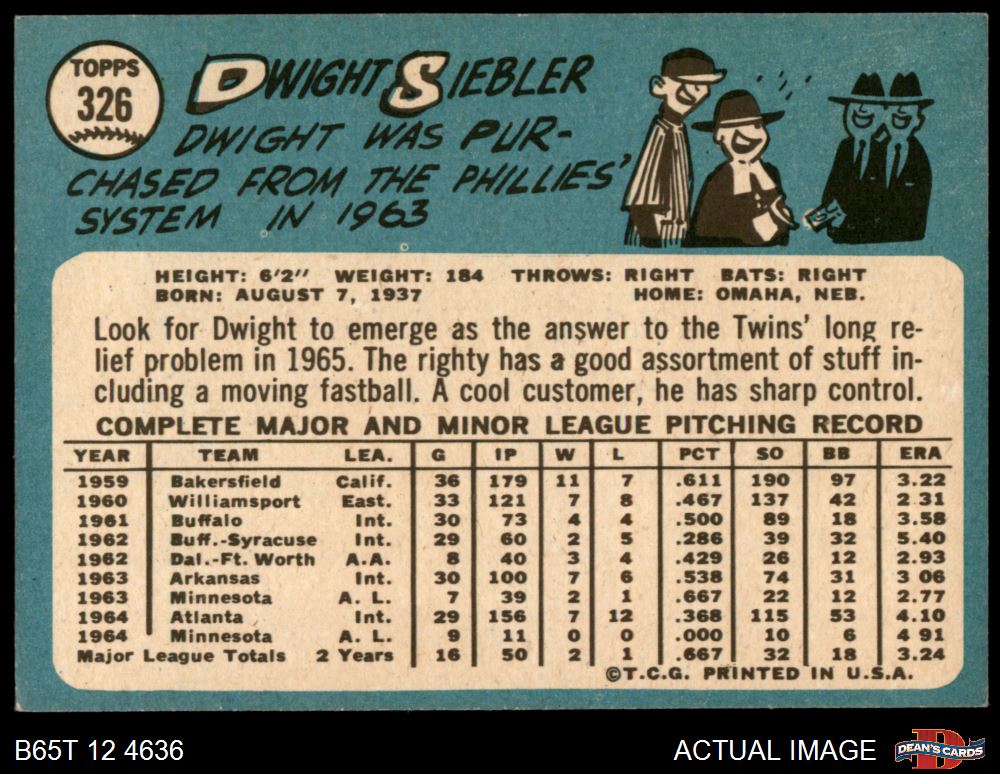 TOPPS
326
DWIGHT SIEBLER
DWIGHT WAS PUR-
CHASED FROM THE PHILLIES'
SYSTEM IN 1963
HEIGHT: 6'2" WEIGHT: 184 THROWS: RIGHT BATS: RIGHT
BORN: AUGUST 7, 1937 HOME: OMAHA, NEB.
Look for Dwight to emerge as the answer to the Twins' long re-
lief problem in 1965. The righty has a good assortment of stuff in-
cluding a moving fastball. A cool customer, he has sharp control.
COMPLETE MAJOR AND MINOR LEAGUE PITCHING RECORD
YEAR TEAM LEA. G IP W L PCT SO BB ERA
1959 Bakersfield Calif. 36 179 11 7 .611 190 97 3.22
1960 Williamsport East. 33 121 7 8 .467 137 42 2.31
1961 Buffalo Int. 30 73 4 4 .500 89 18 3.58
1962 Buff.-Syracuse Int. 29 60 2 5 .286 39 32 5.40
1962 Dal.-Ft. Worth A.A. 8 40 3 4 .429 26 12 2.93
1963 Arkansas Int. 30 100 7 6 .538 74 31 3 06
1963 Minnesota A. L. 7 39 2 1 .667 22 12 2.77
1964 Atlanta Int. 29 156 7 12 .368 115 53 4.10
1964 Minnesota A. L. 9 11 0 0 .000 10 6 4 91
Major League Totals 2 Years 16 50 2 1 .667 32 18 3.24
©T.C.G. PRINTED IN U.S.A.
B65T 12 4636
ACTUAL IMAGE
D
DEAN'S CARDS